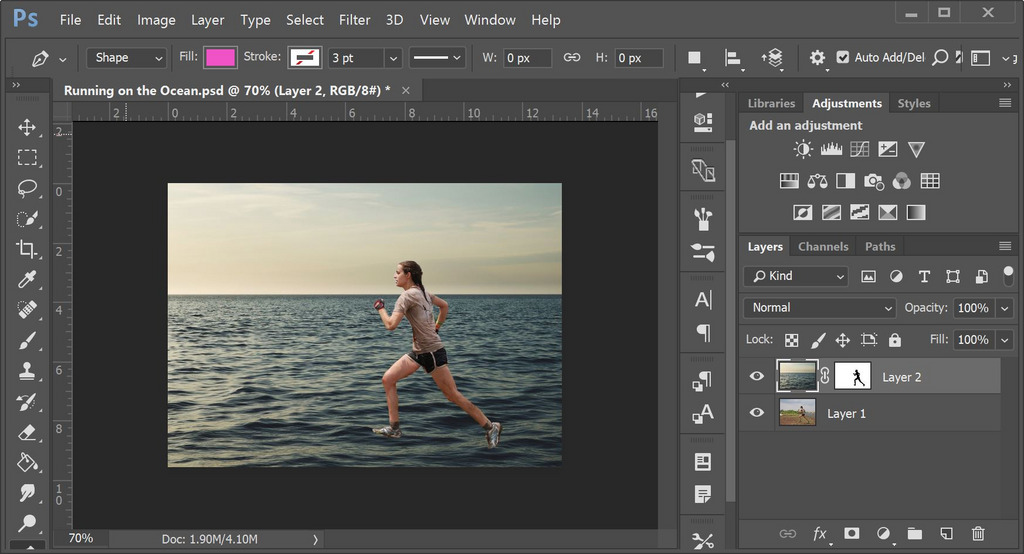 Ps File Edit Image Layer Type Select Filter 3D View Window Help
Shape Fill: Stroke: 3 pt W: 0 px H: 0 px Auto Add/Del
Running on the Ocean.psd @ 70% (Layer 2, RGB/8#) * ×
2 0 2 4 6 8 10 12 14 16
2
0
2
4
6
8
10
70% Doc: 1.90M/4.10M
Libraries Adjustments Styles
Add an adjustment
Layers Channels Paths
Kind
Normal Opacity: 100%
Lock: Fill: 100%
Layer 2
Layer 1
fx